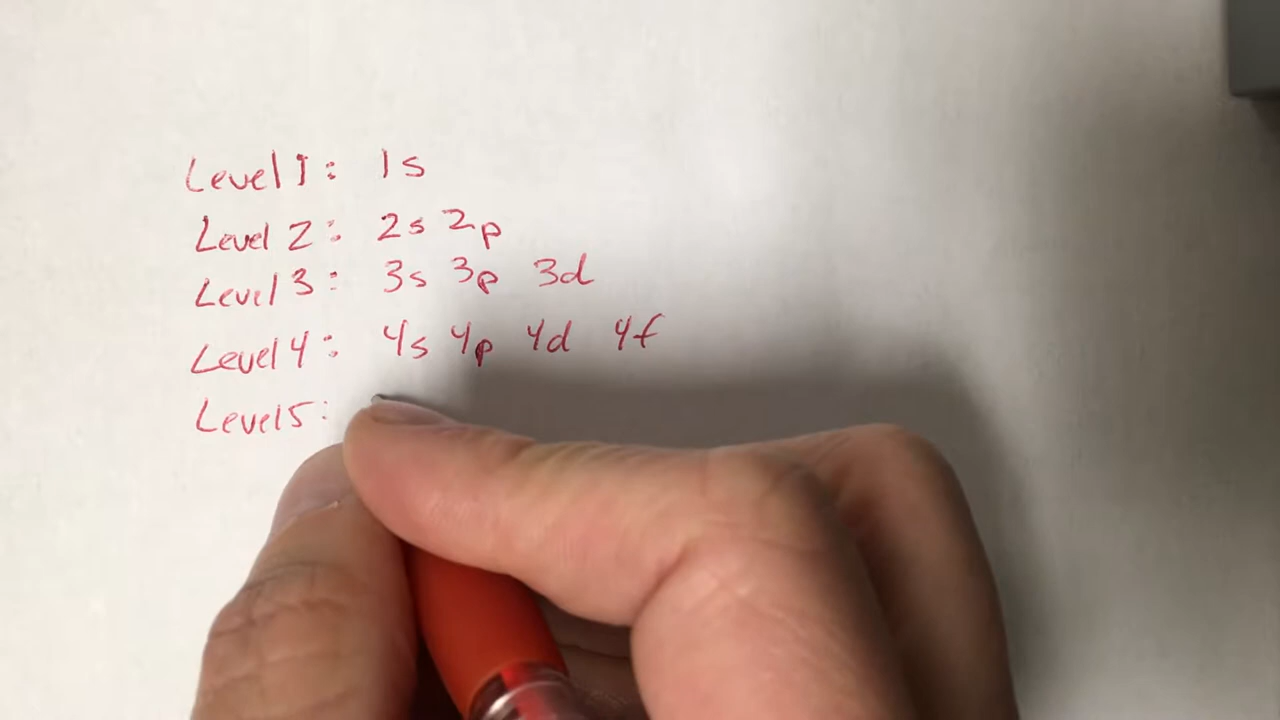 Level 1: 1s
Level 2: 2s 2p
Level 3: 3s 3p 3d
Level 4: 4s 4p 4d 4f
Level 5: